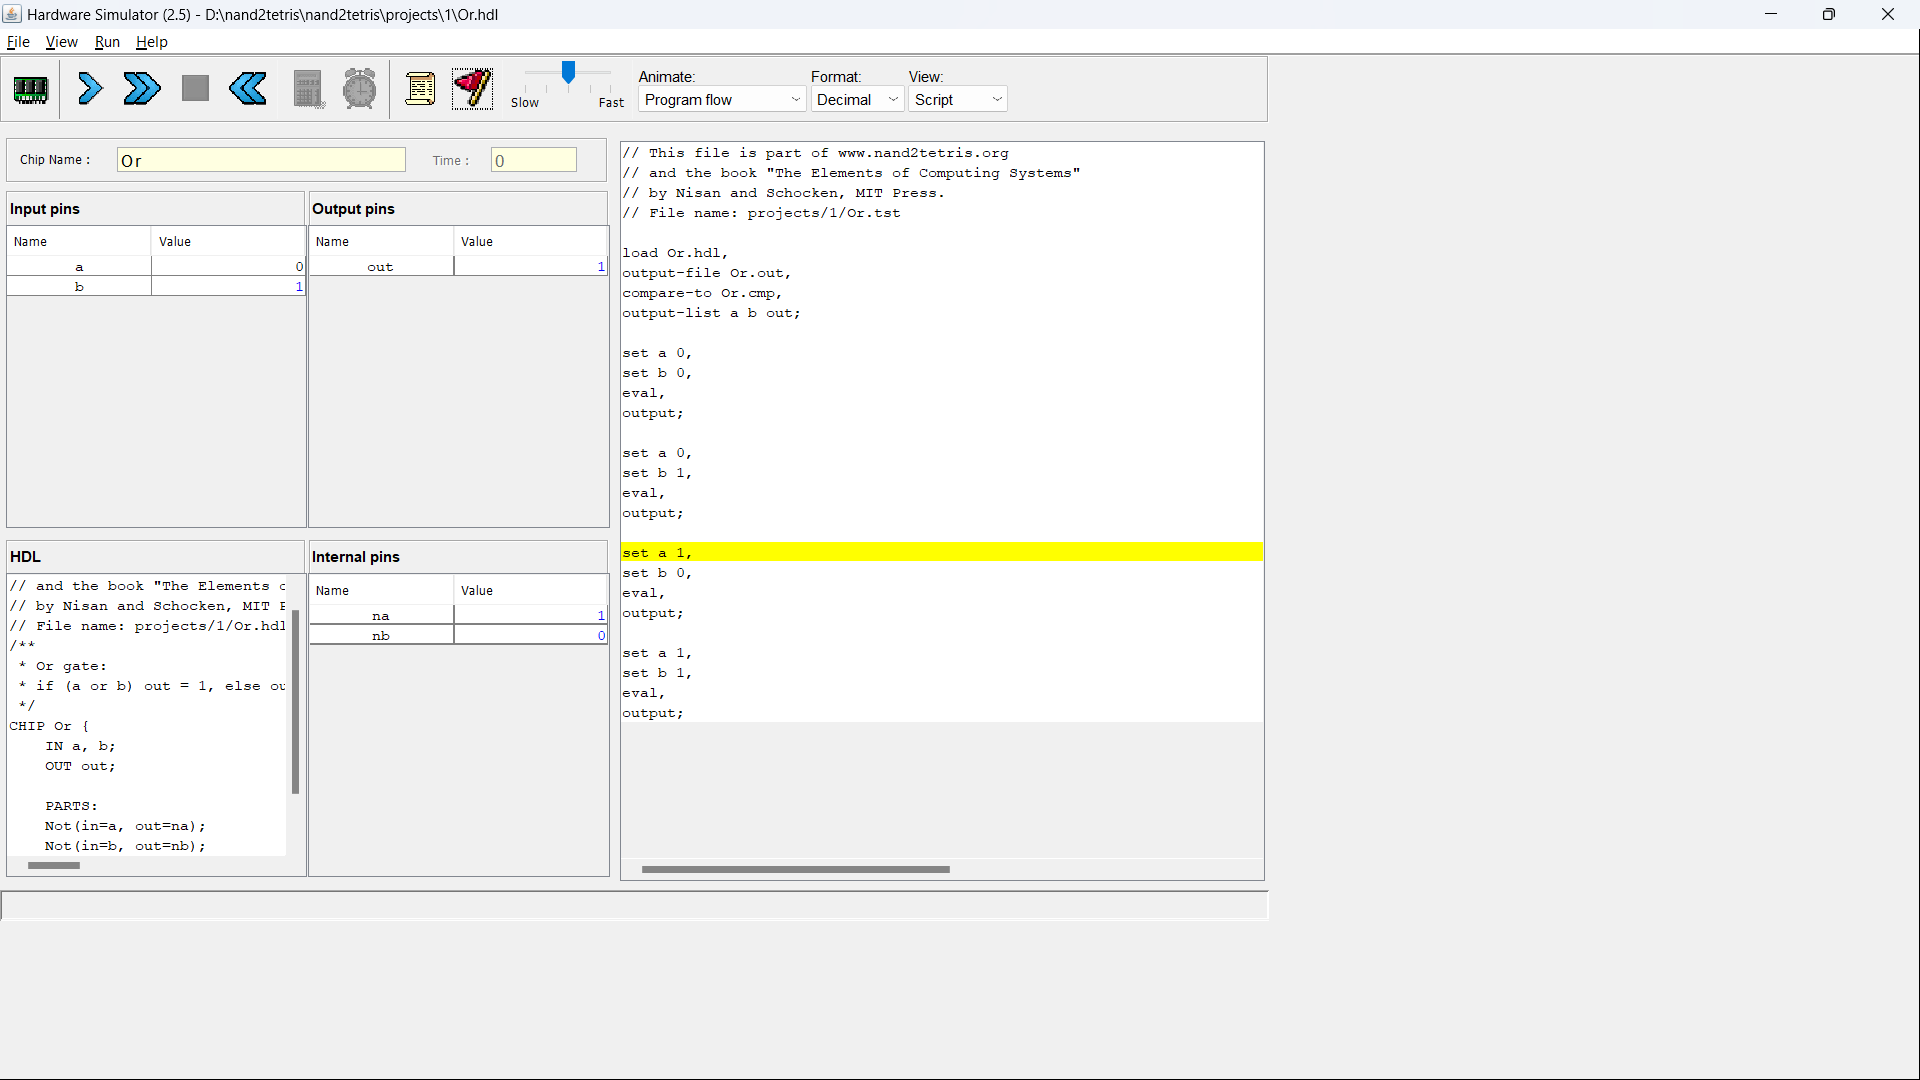 Hardware Simulator (2.5) - D:\nand2tetris\nand2tetris\projects\1\Or.hdl
File View Run Help
Slow Fast
Animate: Format: View:
Program flow Decimal Script
Chip Name : Or Time : 0
Input pins
Name Value
a 0
b 1
Output pins
Name Value
out 1
HDL
// and the book "The Elements
// by Nisan and Schocken, MIT
// File name: projects/1/Or.hdl
/**
* Or gate:
* if (a or b) out = 1, else ou
*/
CHIP Or {
IN a, b;
OUT out;
PARTS:
Not(in=a, out=na);
Not(in=b, out=nb);
Internal pins
Name Value
na 1
nb 0
// This file is part of www.nand2tetris.org
// and the book "The Elements of Computing Systems"
// by Nisan and Schocken, MIT Press.
// File name: projects/1/Or.tst
load Or.hdl,
output-file Or.out,
compare-to Or.cmp,
output-list a b out;
set a 0,
set b 0,
eval,
output;
set a 0,
set b 1,
eval,
output;
set a 1,
set b 0,
eval,
output;
set a 1,
set b 1,
eval,
output;